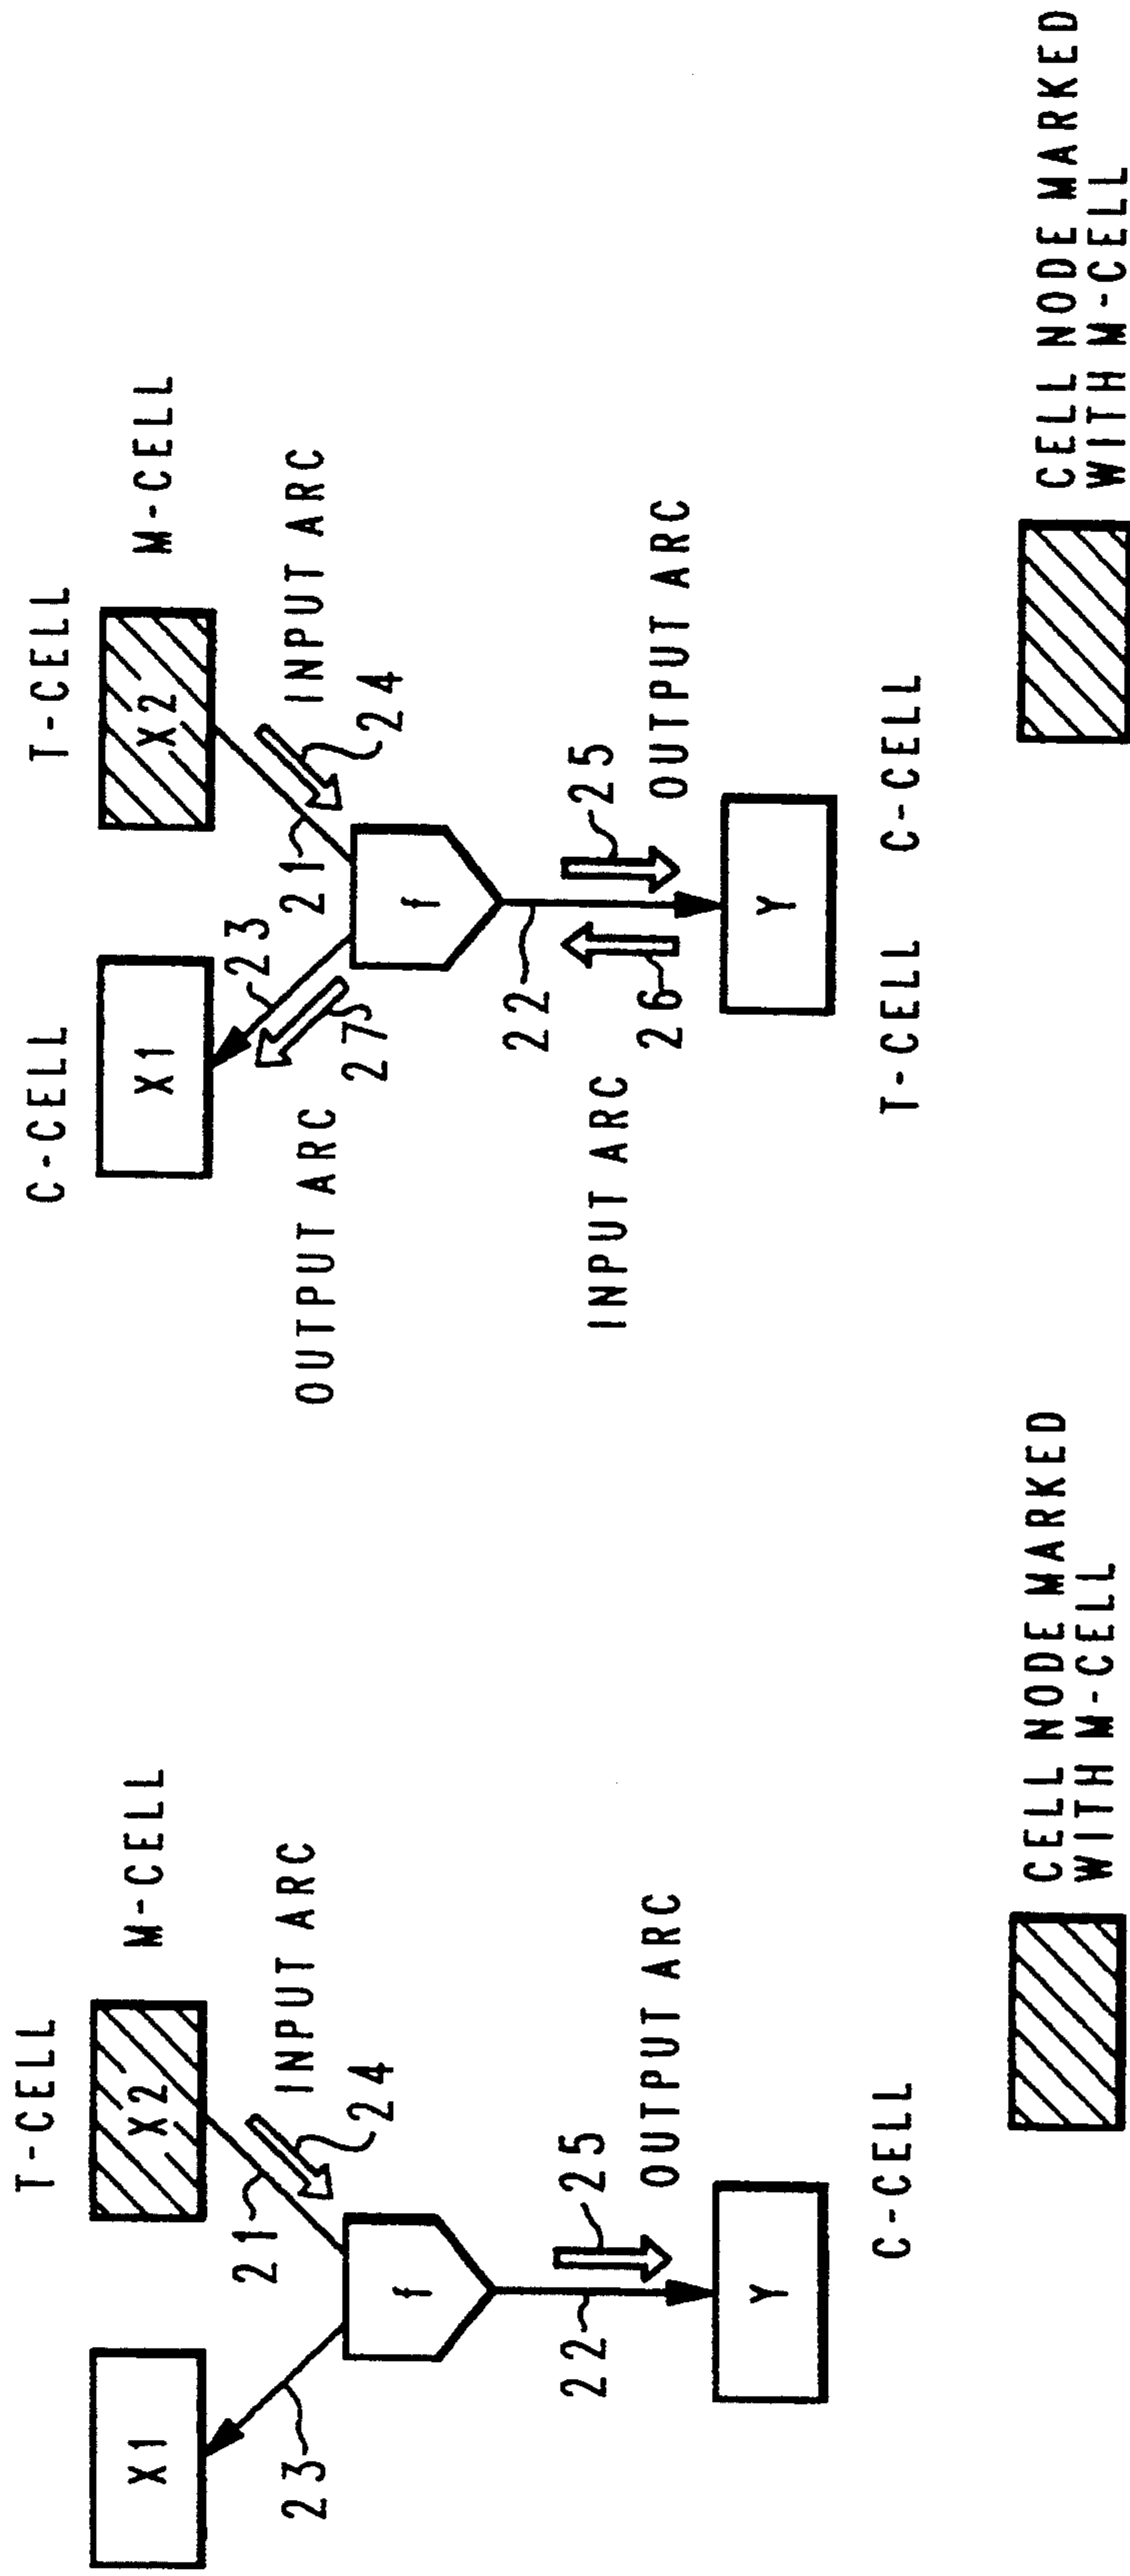 T-CELL
X1
X2
M-CELL
23
21
INPUT ARC
24
f
22
25
OUTPUT ARC
Y
C-CELL
CELL NODE MARKED
WITH M-CELL
C-CELL
T-CELL
X1
X2
M-CELL
23
21
OUTPUT ARC
27
INPUT ARC
24
f
22
25
INPUT ARC
26
OUTPUT ARC
Y
T-CELL
C-CELL
CELL NODE MARKED
WITH M-CELL